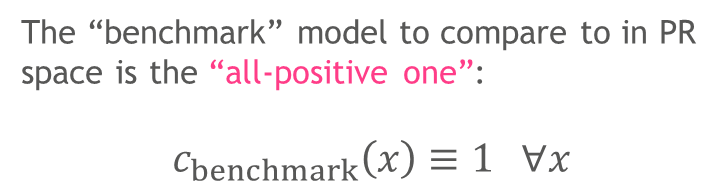 The “benchmark” model to compare to in PR
space is the “all-positive one”:
c_benchmark(x) ≡ 1 ∀x